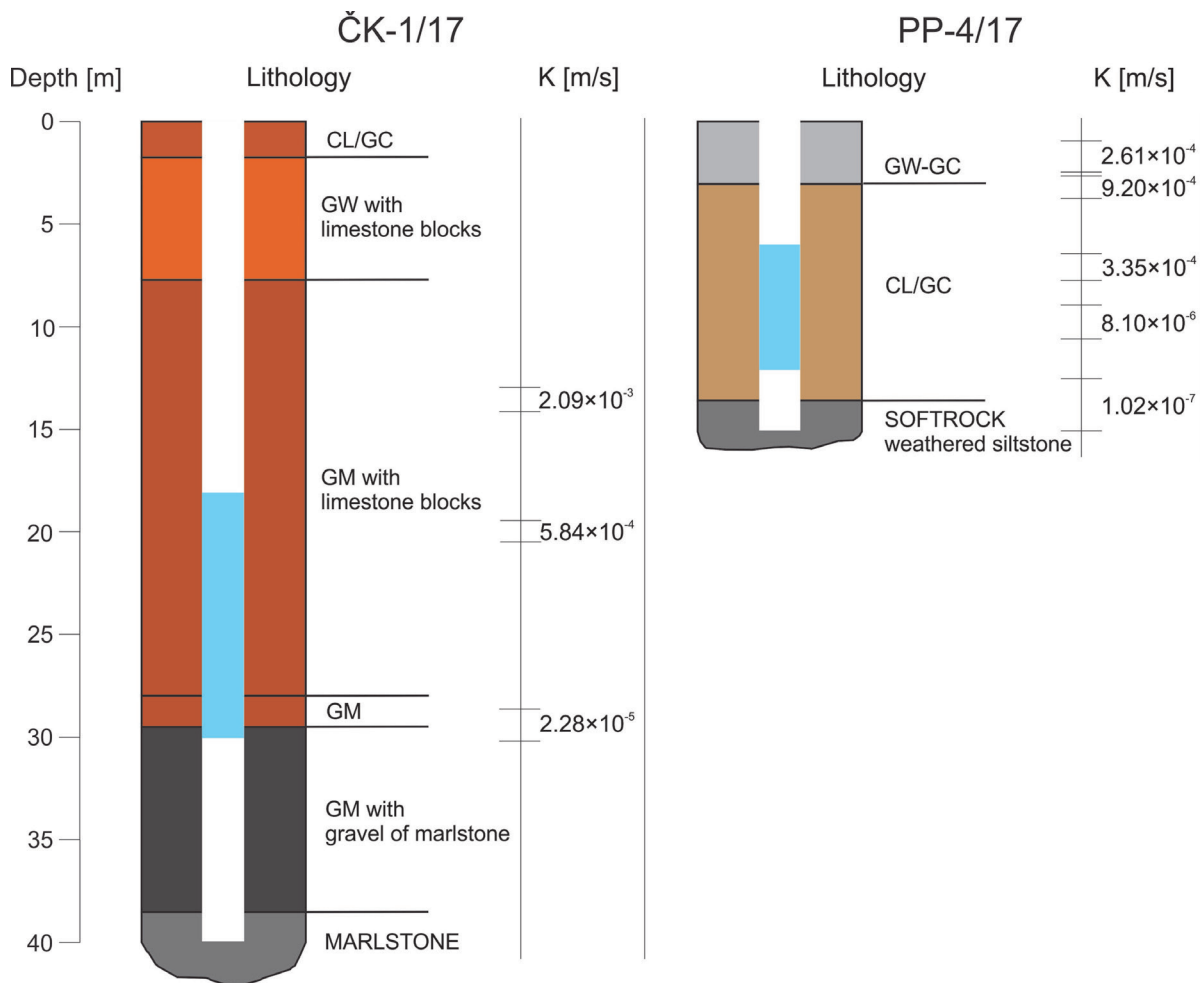 ČK-1/17
PP-4/17
Depth [m]
Lithology
K [m/s]
Lithology
K [m/s]
0
5
10
15
20
25
30
35
40
CL/GC
GW with
limestone blocks
GM with
limestone blocks
GM
GM with
gravel of marlstone
MARLSTONE
2.09×10⁻³
5.84×10⁻⁴
2.28×10⁻⁵
GW-GC
CL/GC
SOFTROCK
weathered siltstone
2.61×10⁻⁴
9.20×10⁻⁴
3.35×10⁻⁴
8.10×10⁻⁶
1.02×10⁻⁷